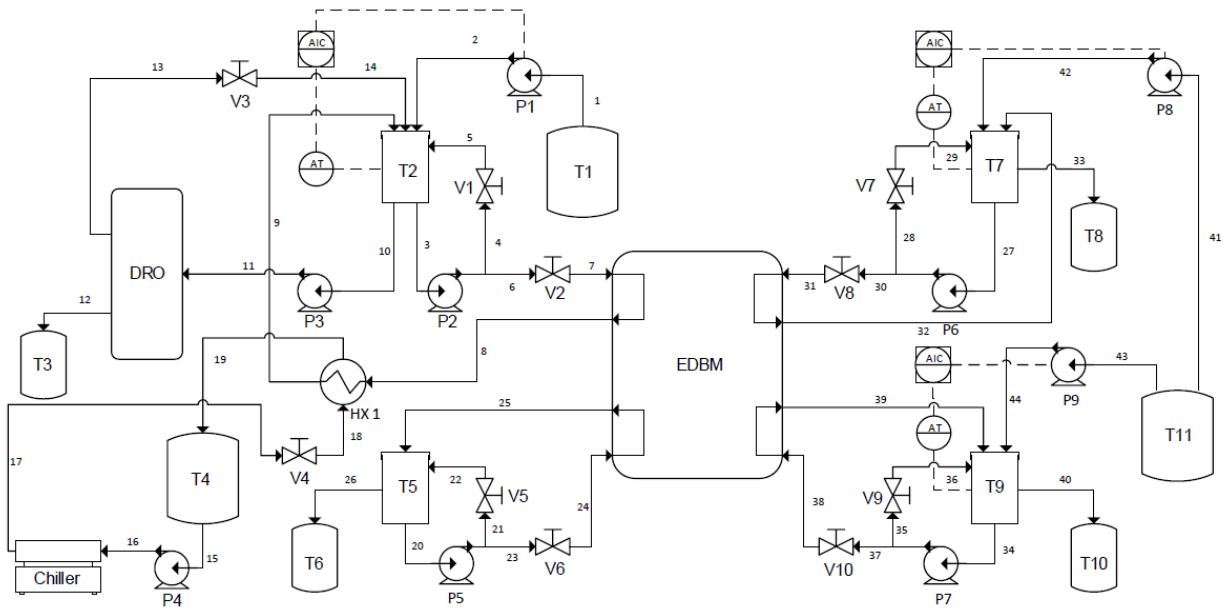 AIC
2
AIC
42
13
14
P1
P8
V3
1
AT
5
AT
29
33
T2
T1
T7
AT
V1
V7
T8
9
10
3
4
28
27
41
DRO
11
6
7
31
30
12
P3
P2
V2
V8
P6
T3
19
8
32
EDBM
AIC
43
HX 1
P9
25
39
44
T11
17
18
AT
V4
T4
26
T5
22
V5
24
38
V9
36
T9
40
16
15
T6
20
21
23
V6
35
37
V10
34
T10
Chiller
P4
P5
P7